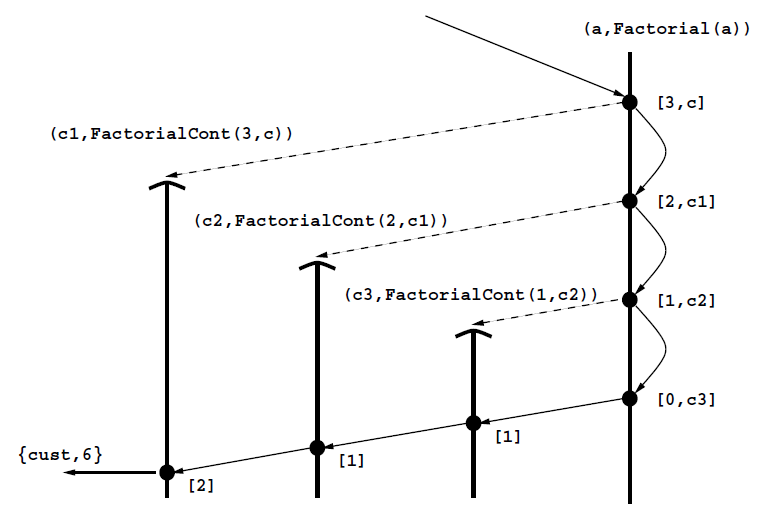 (a,Factorial(a))
[3,c]
(c1,FactorialCont(3,c))
[2,c1]
(c2,FactorialCont(2,c1))
(c3,FactorialCont(1,c2))
[1,c2]
[0,c3]
[1]
{cust,6}
[1]
[2]